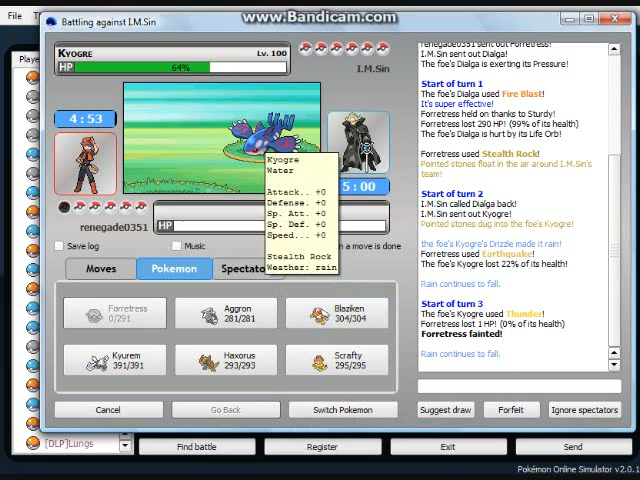 www.Bandicam.com
File
Battling against I.M.Sin
Playe
KYOGRE
Lv. 100
HP
64%
I.M.Sin
4:53
5:00
Kyogre
Water
Attack.. +0
Defense. +0
Sp. Att. +0
Sp. Def. +0
Speed... +0
Stealth Rock
Weather: rain
renegade0351
HP
Save log
Music
n a move is done
Moves
Pokemon
Spectato
Forretress
0/291
Aggron
281/281
Blaziken
304/304
Kyurem
391/391
Haxorus
293/293
Scrafty
295/295
Cancel
Go Back
Switch Pokemon
renegade0351 sent out Forretress!
I.M.Sin sent out Dialga!
The foe's Dialga is exerting its Pressure!
Start of turn 1
The foe's Dialga used Fire Blast!
It's super effective!
Forretress held on thanks to Sturdy!
Forretress lost 290 HP! (99% of its health)
The foe's Dialga is hurt by its Life Orb!
Forretress used Stealth Rock!
Pointed stones float in the air around I.M.Sin's
team!
Start of turn 2
I.M.Sin called Dialga back!
I.M.Sin sent out Kyogre!
Pointed stones dug into the foe's Kyogre!
the foe's Kyogre's Drizzle made it rain!
Forretress used Earthquake!
The foe's Kyogre lost 22% of its health!
Rain continues to fall.
Start of turn 3
The foe's Kyogre used Thunder!
Forretress lost 1 HP! (0% of its health)
Forretress fainted!
Rain continues to fall.
Suggest draw
Forfeit
Ignore spectators
[DLP]Lungs
Find battle
Register
Exit
Send
Pokémon Online Simulator v2.0.1